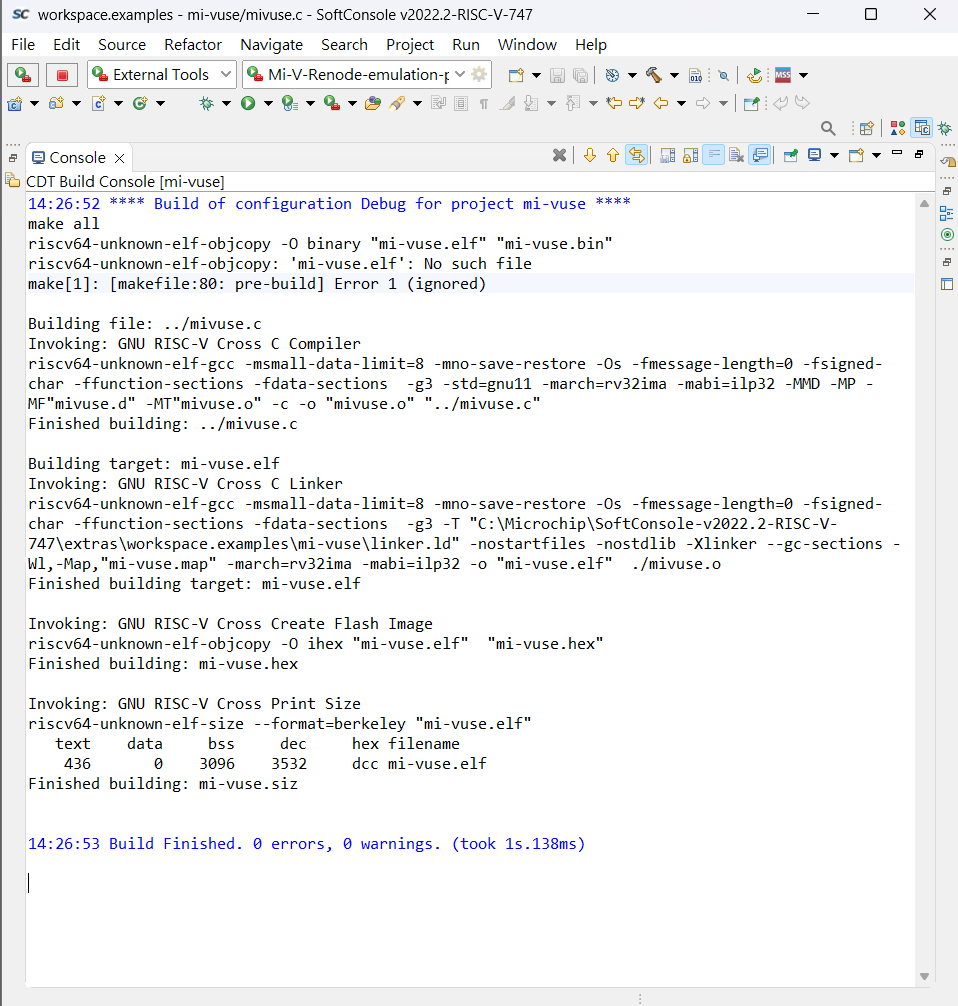 SC workspace.examples - mi-vuse/mivuse.c - SoftConsole v2022.2-RISC-V-747
File Edit Source Refactor Navigate Search Project Run Window Help
External Tools Mi-V-Renode-emulation-p
010 MSS
Console
CDT Build Console [mi-vuse]
14:26:52 **** Build of configuration Debug for project mi-vuse ****
make all
riscv64-unknown-elf-objcopy -O binary "mi-vuse.elf" "mi-vuse.bin"
riscv64-unknown-elf-objcopy: 'mi-vuse.elf': No such file
make[1]: [makefile:80: pre-build] Error 1 (ignored)
Building file: ../mivuse.c
Invoking: GNU RISC-V Cross C Compiler
riscv64-unknown-elf-gcc -msmall-data-limit=8 -mno-save-restore -Os -fmessage-length=0 -fsigned-
char -ffunction-sections -fdata-sections  -g3 -std=gnu11 -march=rv32ima -mabi=ilp32 -MMD -MP -
MF"mivuse.d" -MT"mivuse.o" -c -o "mivuse.o" "../mivuse.c"
Finished building: ../mivuse.c
Building target: mi-vuse.elf
Invoking: GNU RISC-V Cross C Linker
riscv64-unknown-elf-gcc -msmall-data-limit=8 -mno-save-restore -Os -fmessage-length=0 -fsigned-
char -ffunction-sections -fdata-sections  -g3 -T "C:\Microchip\SoftConsole-v2022.2-RISC-V-
747\extras\workspace.examples\mi-vuse\linker.ld" -nostartfiles -nostdlib -Xlinker --gc-sections -
Wl,-Map,"mi-vuse.map" -march=rv32ima -mabi=ilp32 -o "mi-vuse.elf"  ./mivuse.o
Finished building target: mi-vuse.elf
Invoking: GNU RISC-V Cross Create Flash Image
riscv64-unknown-elf-objcopy -O ihex "mi-vuse.elf"  "mi-vuse.hex"
Finished building: mi-vuse.hex
Invoking: GNU RISC-V Cross Print Size
riscv64-unknown-elf-size --format=berkeley "mi-vuse.elf"
   text    data     bss     dec     hex filename
    436       0    3096    3532     dcc mi-vuse.elf
Finished building: mi-vuse.siz
14:26:53 Build Finished. 0 errors, 0 warnings. (took 1s.138ms)